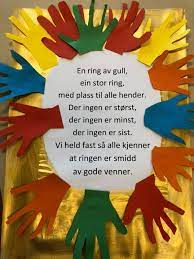 En ring av gull,
ein stor ring,
med plass til alle hender.
Der ingen er størst,
der ingen er minst,
der ingen er sist.
Vi held fast så alle kjenner
at ringen er smidd
av gode venner.